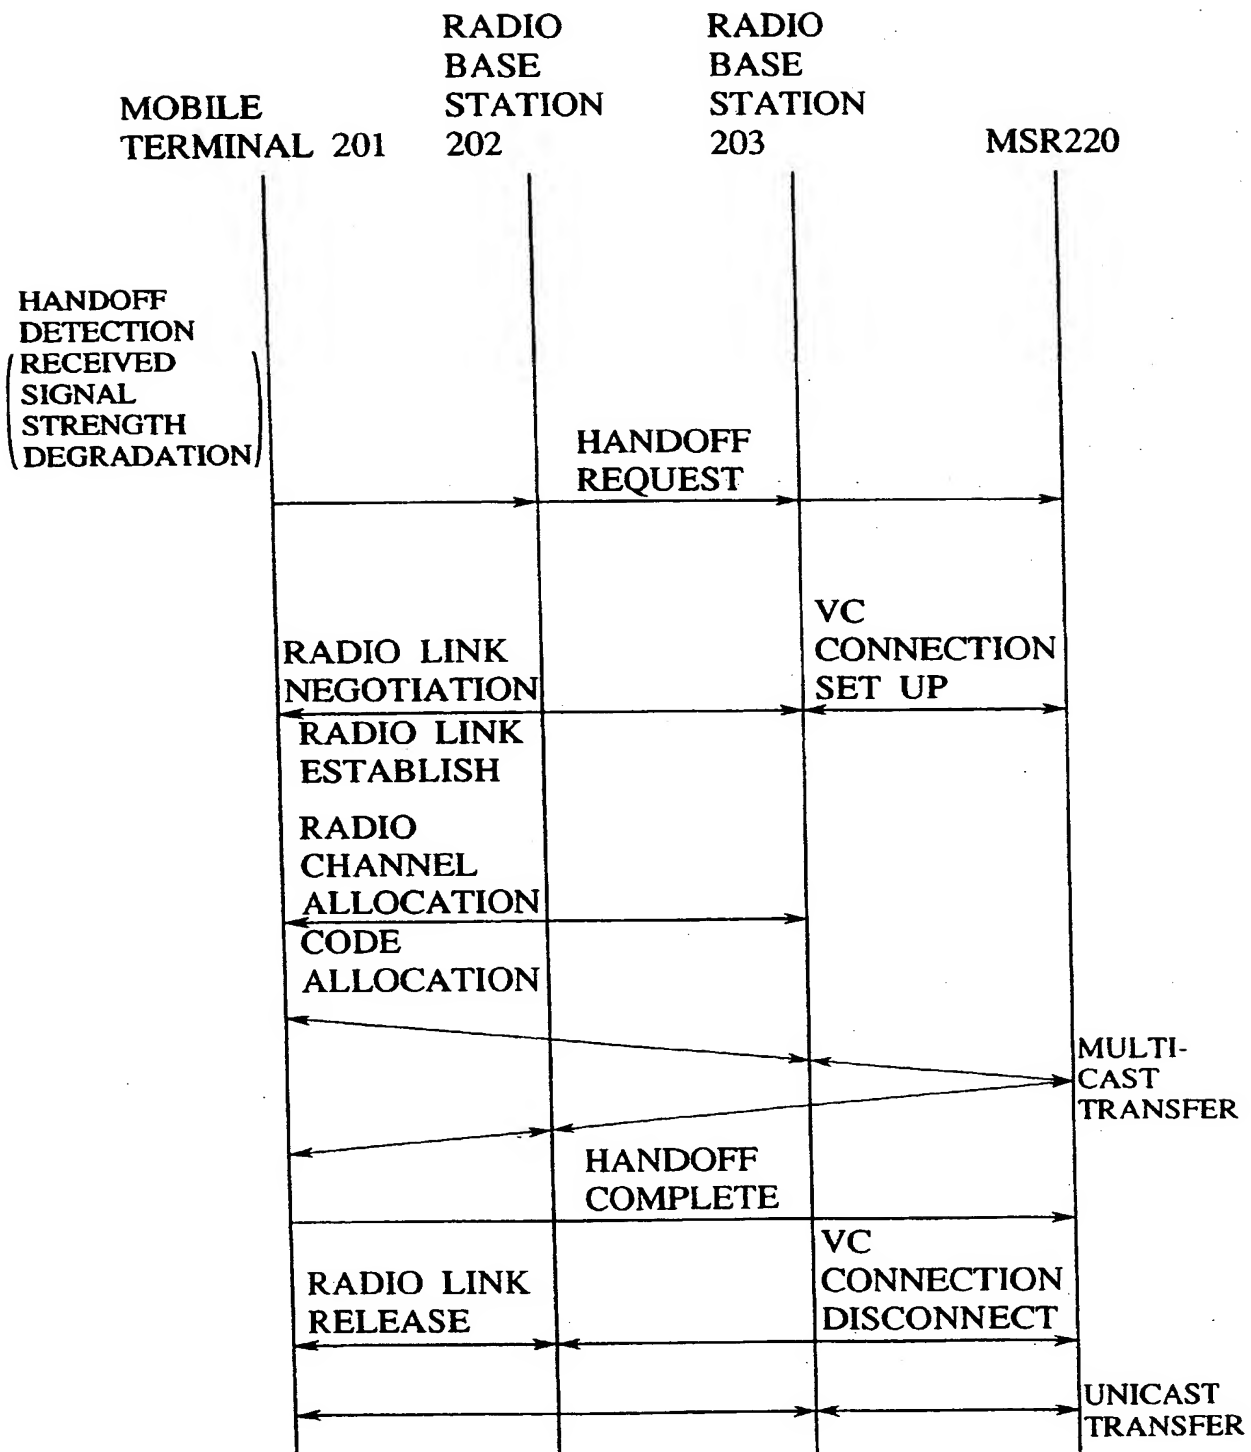 MOBILE
TERMINAL 201
RADIO
BASE
STATION
202
RADIO
BASE
STATION
203
MSR220
HANDOFF
DETECTION
(RECEIVED
SIGNAL
STRENGTH
DEGRADATION)
HANDOFF
REQUEST
RADIO LINK
NEGOTIATION
VC
CONNECTION
SET UP
RADIO LINK
ESTABLISH
RADIO
CHANNEL
ALLOCATION
CODE
ALLOCATION
MULTI-
CAST
TRANSFER
HANDOFF
COMPLETE
RADIO LINK
RELEASE
VC
CONNECTION
DISCONNECT
UNICAST
TRANSFER